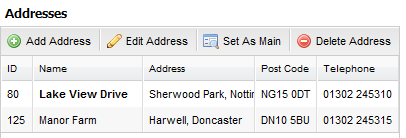 Addresses
Add Address Edit Address Set As Main Delete Address
ID Name Address Post Code Telephone
80 Lake View Drive Sherwood Park, Nottin NG15 0DT 01302 245310
125 Manor Farm Harwell, Doncaster DN10 5BU 01302 245315